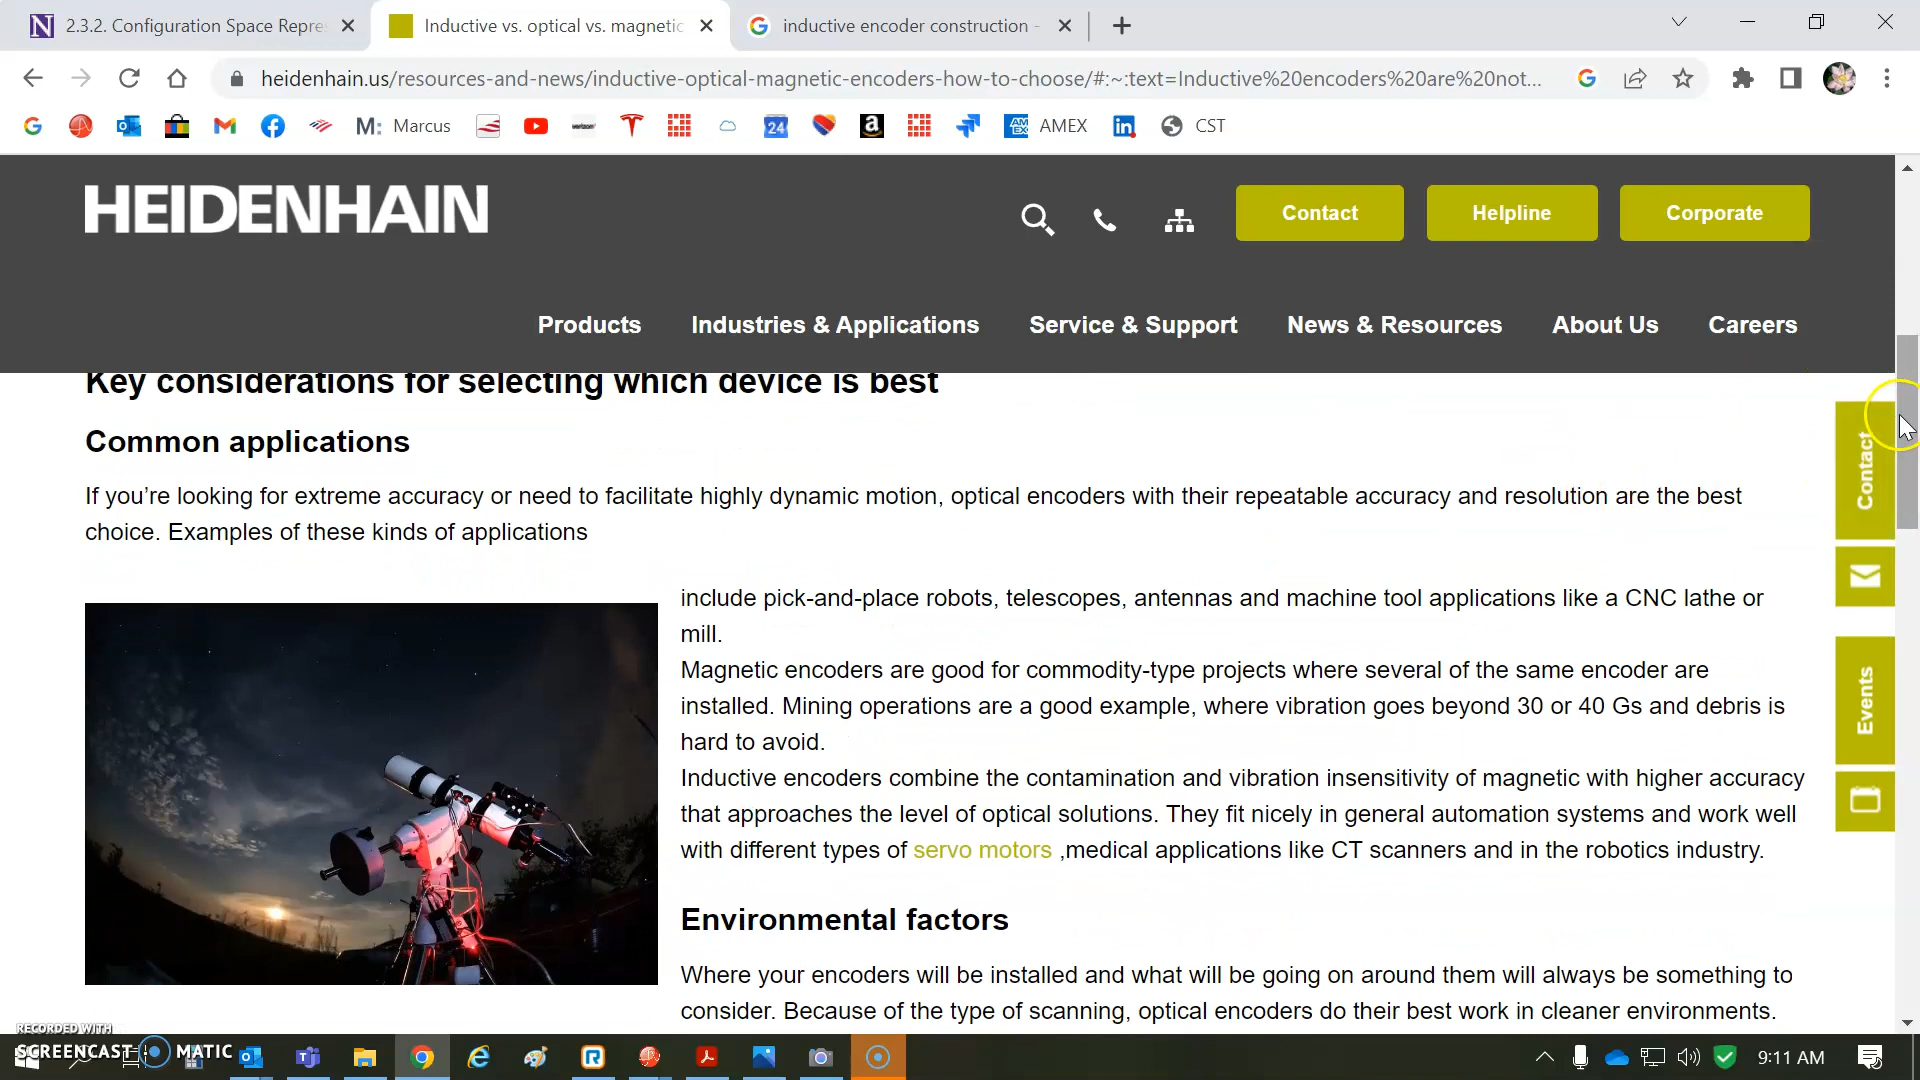 2.3.2. Configuration Space Repre
Inductive vs. optical vs. magnetic
inductive encoder construction -
heidenhain.us/resources-and-news/inductive-optical-magnetic-encoders-how-to-choose/#:~:text=Inductive%20encoders%20are%20not...
M: Marcus
24
AMEX
CST
HEIDENHAIN
Contact
Helpline
Corporate
Products
Industries & Applications
Service & Support
News & Resources
About Us
Careers
Key considerations for selecting which device is best
Common applications
If you’re looking for extreme accuracy or need to facilitate highly dynamic motion, optical encoders with their repeatable accuracy and resolution are the best
choice. Examples of these kinds of applications
include pick-and-place robots, telescopes, antennas and machine tool applications like a CNC lathe or
mill.
Magnetic encoders are good for commodity-type projects where several of the same encoder are
installed. Mining operations are a good example, where vibration goes beyond 30 or 40 Gs and debris is
hard to avoid.
Inductive encoders combine the contamination and vibration insensitivity of magnetic with higher accuracy
that approaches the level of optical solutions. They fit nicely in general automation systems and work well
with different types of servo motors ,medical applications like CT scanners and in the robotics industry.
Environmental factors
Where your encoders will be installed and what will be going on around them will always be something to
consider. Because of the type of scanning, optical encoders do their best work in cleaner environments.
Contact
Events
RECORDED WITH
SCREENCAST MATIC
9:11 AM